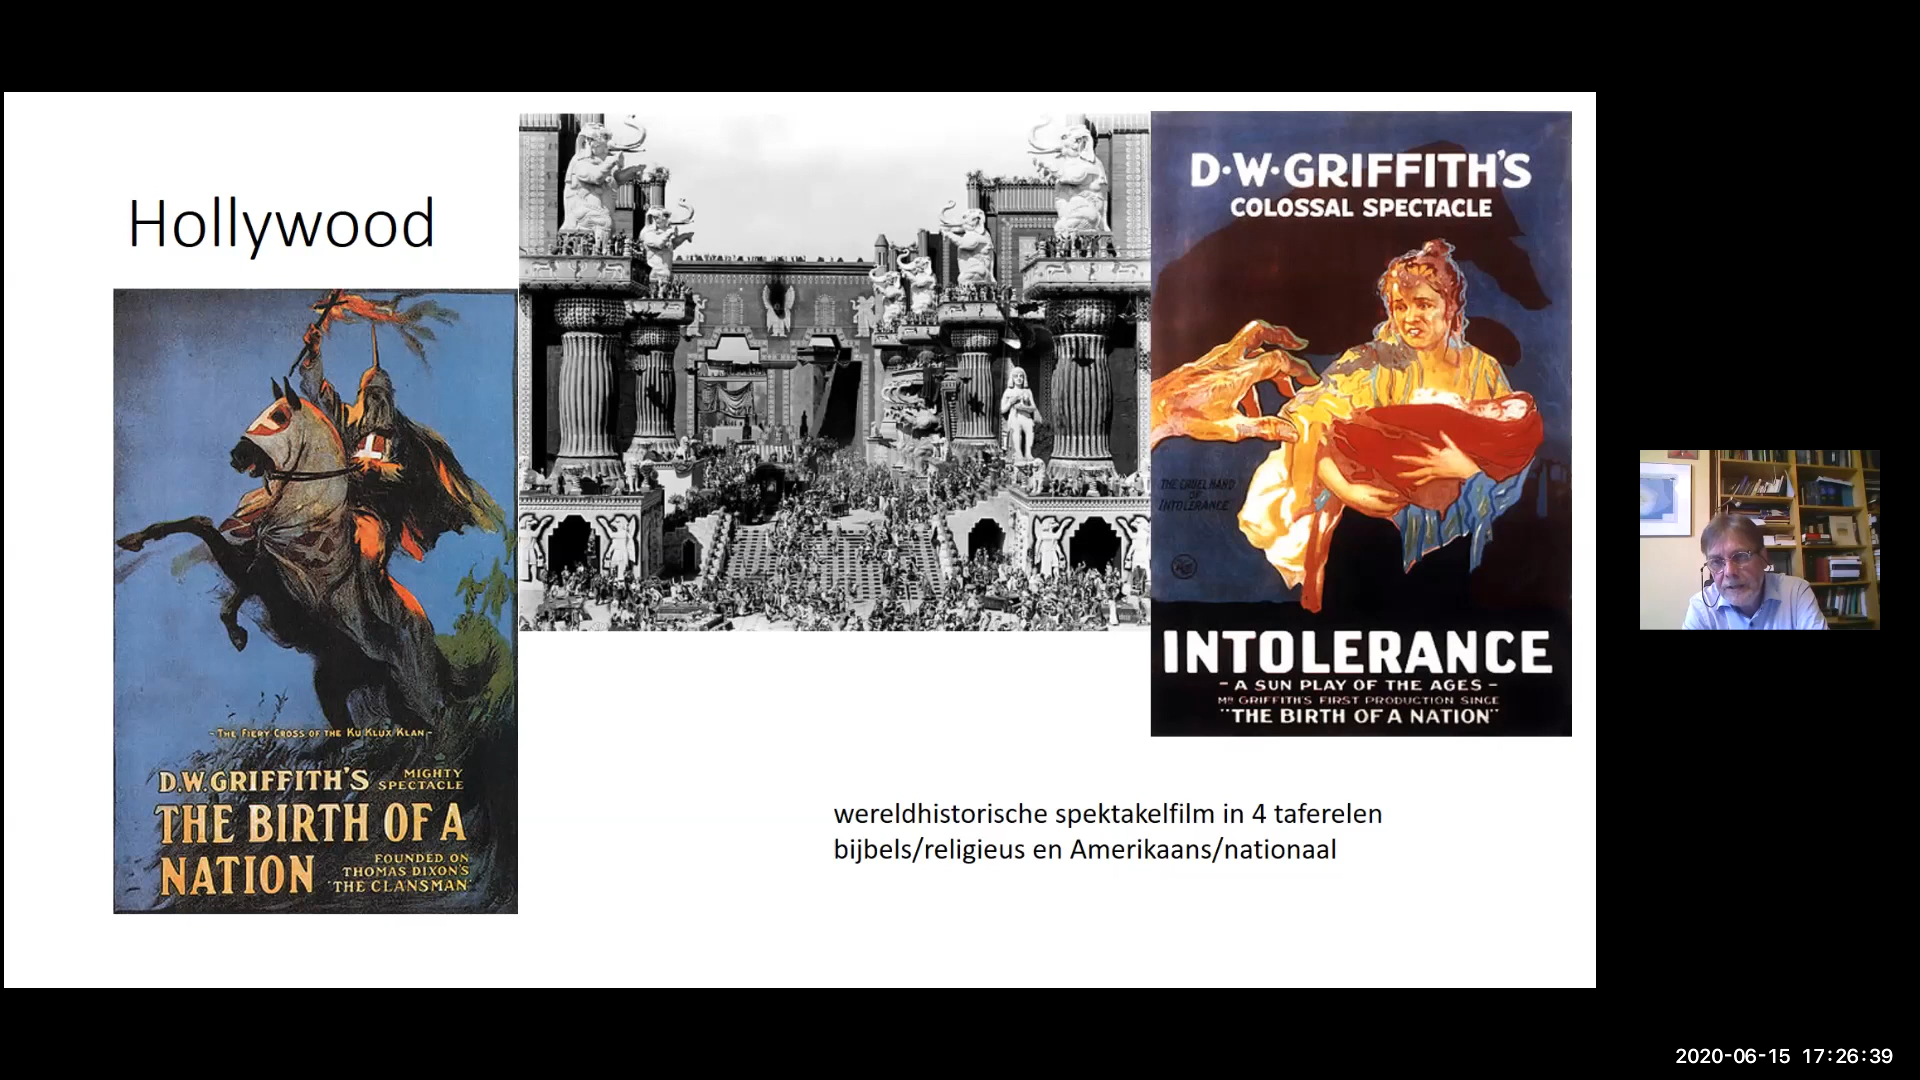 Hollywood
-THE FIERY CROSS OF THE KU KLUX KLAN-
D.W.GRIFFITH'S MIGHTY SPECTACLE
THE BIRTH OF A
NATION
FOUNDED ON
THOMAS DIXON'S
"THE CLANSMAN"
D·W·GRIFFITH'S
COLOSSAL SPECTACLE
THE CRUEL HAND
OF
INTOLERANCE
INTOLERANCE
- A SUN PLAY OF THE AGES -
MR GRIFFITH'S FIRST PRODUCTION SINCE
"THE BIRTH OF A NATION"
wereldhistorische spektakelfilm in 4 taferelen
bijbels/religieus en Amerikaans/nationaal
2020-06-15 17:26:39